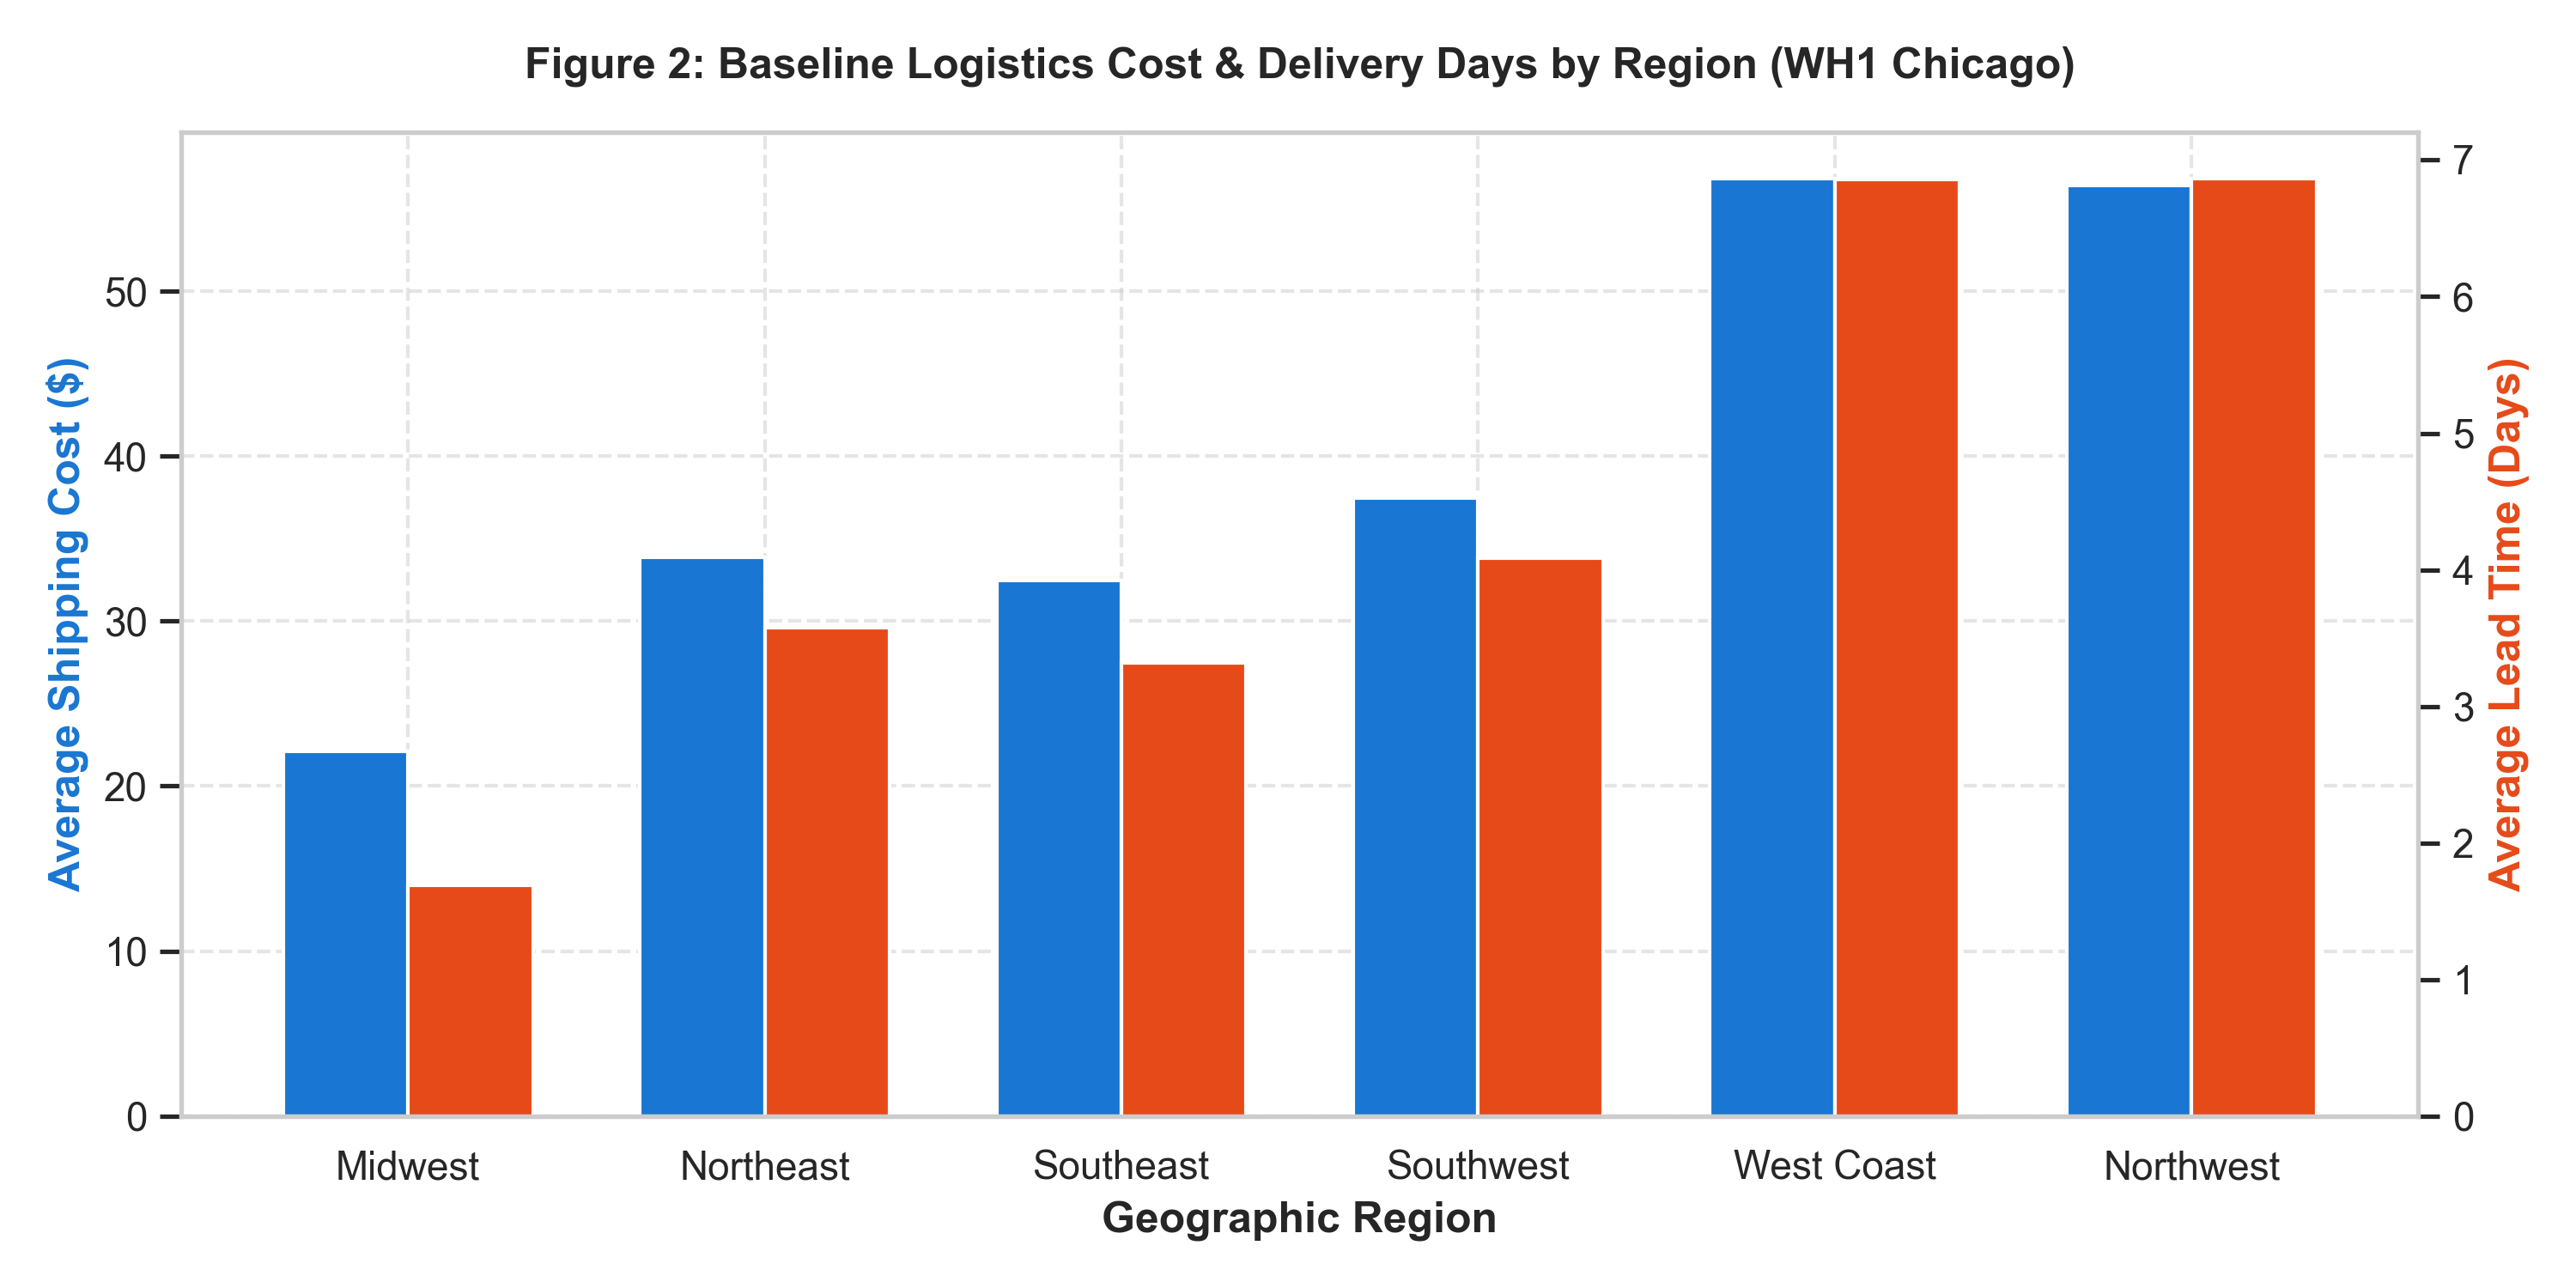 Figure 2: Baseline Logistics Cost & Delivery Days by Region (WH1 Chicago)
Average Shipping Cost ($)
50
40
30
20
10
0
7
6
5
4
3
2
1
0
Average Lead Time (Days)
Midwest
Northeast
Southeast
Southwest
West Coast
Northwest
Geographic Region